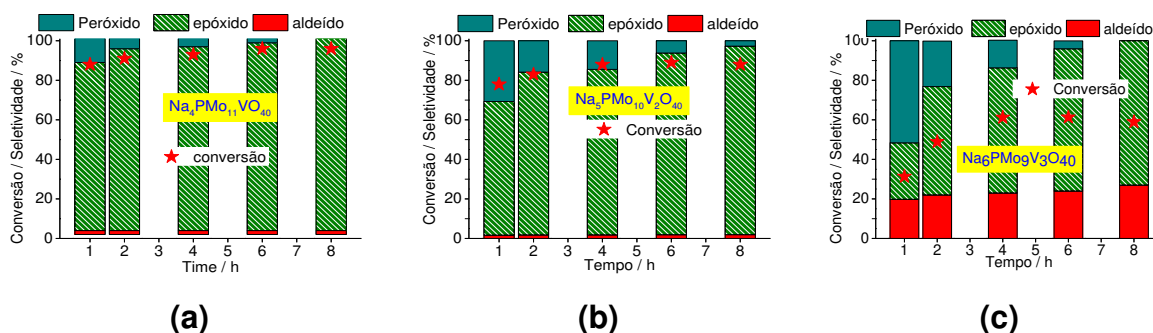 Peróxido epóxido aldeído
Conversão / Seletividade / %
100
80
60
40
20
0
Na₄PMo₁₁VO₄₀
conversão
1 2 3 4 5 6 7 8
Time / h
(a)
Peróxido epóxido aldeído
Conversão / Seletividade / %
100
80
60
40
20
0
Na₅PMo₁₀V₂O₄₀
Conversão
1 2 3 4 5 6 7 8
Tempo / h
(b)
Peróxido epóxido aldeído
Conversão / Seletividade / %
100
80
60
40
20
0
Conversão
Na₆PMo₉V₃O₄₀
1 2 3 4 5 6 7 8
Tempo / h
(c)